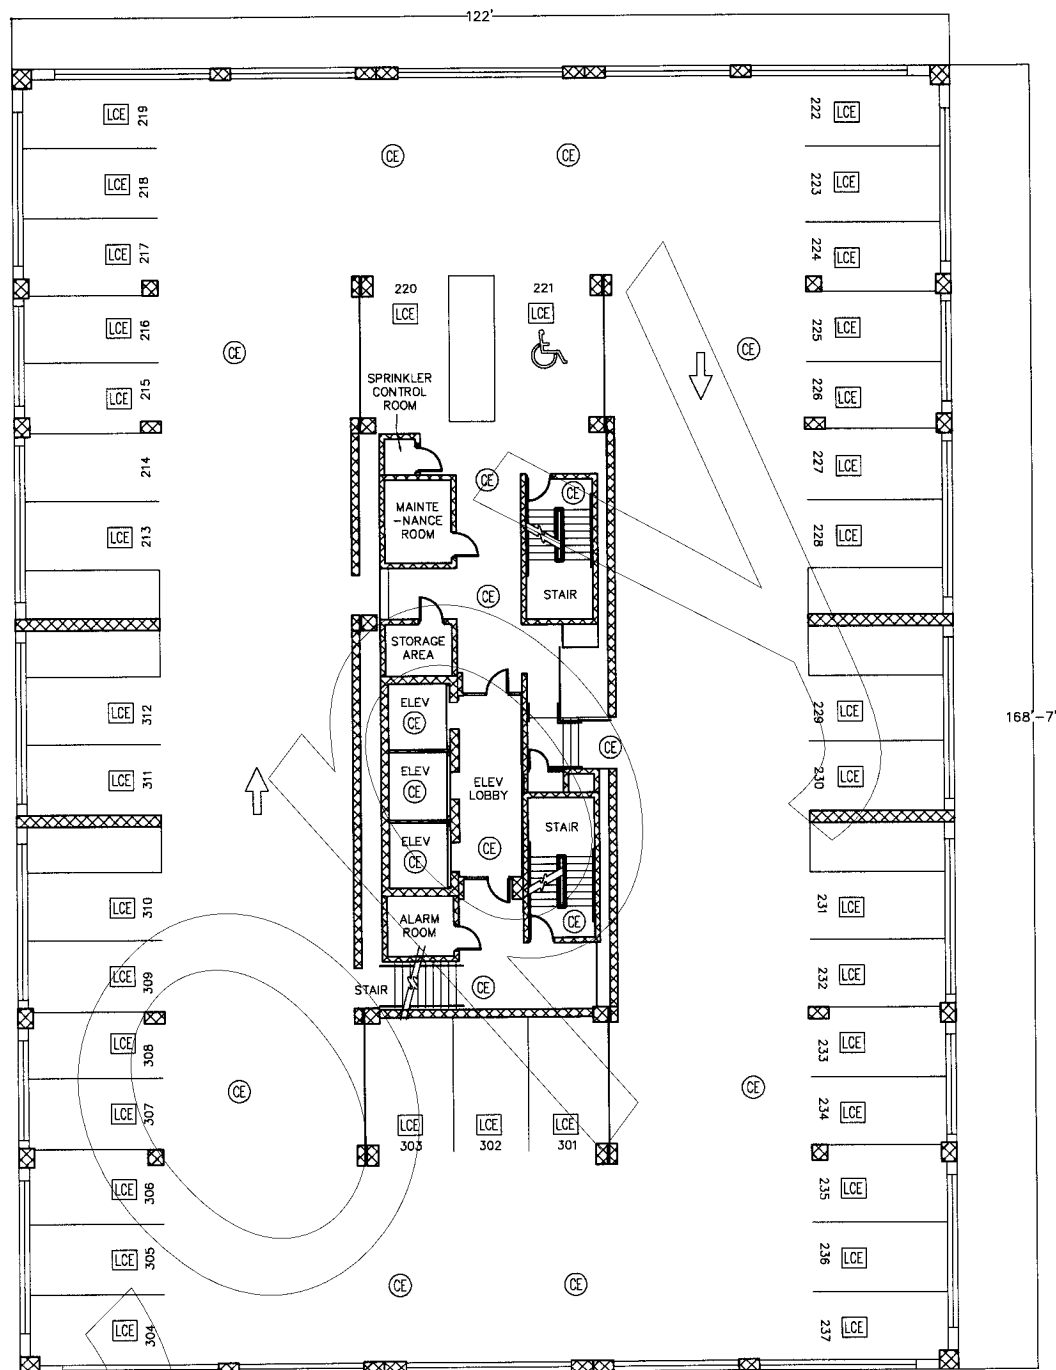 122'
LCE 219
222 LCE
CE
CE
LCE 218
223 LCE
LCE 217
224 LCE
220
LCE
221
LCE
LCE 216
225 LCE
CE
CE
SPRINKLER
CONTROL
ROOM
LCE 215
226 LCE
214
227 LCE
CE
CE
MAINTE
-NANCE
ROOM
LCE 213
228 LCE
CE
STAIR
STORAGE
AREA
LCE 312
229 LCE
168'-7"
ELEV
CE
CE
LCE 311
230 LCE
ELEV
CE
ELEV
LOBBY
STAIR
ELEV
CE
CE
LCE 310
231 LCE
ALARM
ROOM
CE
LCE 309
232 LCE
STAIR
CE
LCE 308
233 LCE
CE
CE
LCE 307
234 LCE
LCE
303
LCE
302
LCE
301
LCE 306
235 LCE
LCE 305
236 LCE
CE
CE
LCE 304
237 LCE